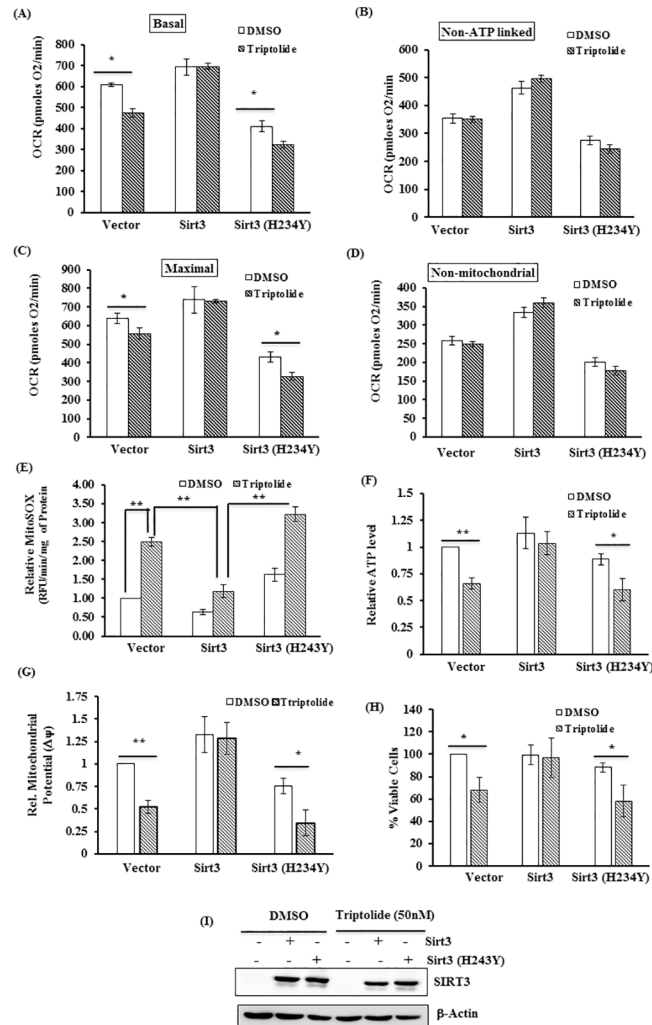 (A)
Basal
DMSO
Triptolide
OCR (pmoles O2/min)
800
700
600
500
400
300
200
100
0
*
*
Vector
Sirt3
Sirt3 (H234Y)
(B)
Non-ATP linked
DMSO
Triptolide
OCR (pmloes O2/min
600
500
400
300
200
100
0
Vector
Sirt3
Sirt3 (H234Y)
(C)
Maximal
DMSO
Triptolide
OCR (pmoles O2/min)
900
800
700
600
500
400
300
200
100
0
*
*
Vector
Sirt3
Sirt3 (H234Y)
(D)
Non-mitochondrial
DMSO
Triptolide
OCR (pmoles O2/min)
450
400
350
300
250
200
150
100
50
0
Vector
Sirt3
Sirt3 (H234Y)
(E)
DMSO
Triptolide
Relative MitoSOX
(RFU/min/mg of Protein)
4.00
3.50
3.00
2.50
2.00
1.50
1.00
0.50
0.00
**
**
**
Vector
Sirt3
Sirt3 (H243Y)
(F)
DMSO
Triptolide
Relative ATP level
1.5
1.25
1
0.75
0.5
0.25
0
**
*
Vector
Sirt3
Sirt3 (H234Y)
(G)
DMSO
Ttriptolide
Rel. Mitochondrial
Potential (Δψ)
1.75
1.5
1.25
1
0.75
0.5
0.25
0
**
*
Vector
Sirt3
Sirt3 (H234Y)
(H)
DMSO
Triptolide
% Viable Cells
140
120
100
80
60
40
20
0
*
*
Vector
Sirt3
Sirt3 (H234Y)
(I)
DMSO
Triptolide (50nM)
- + - - + - Sirt3
- - + - - + Sirt3 (H243Y)
SIRT3
β-Actin